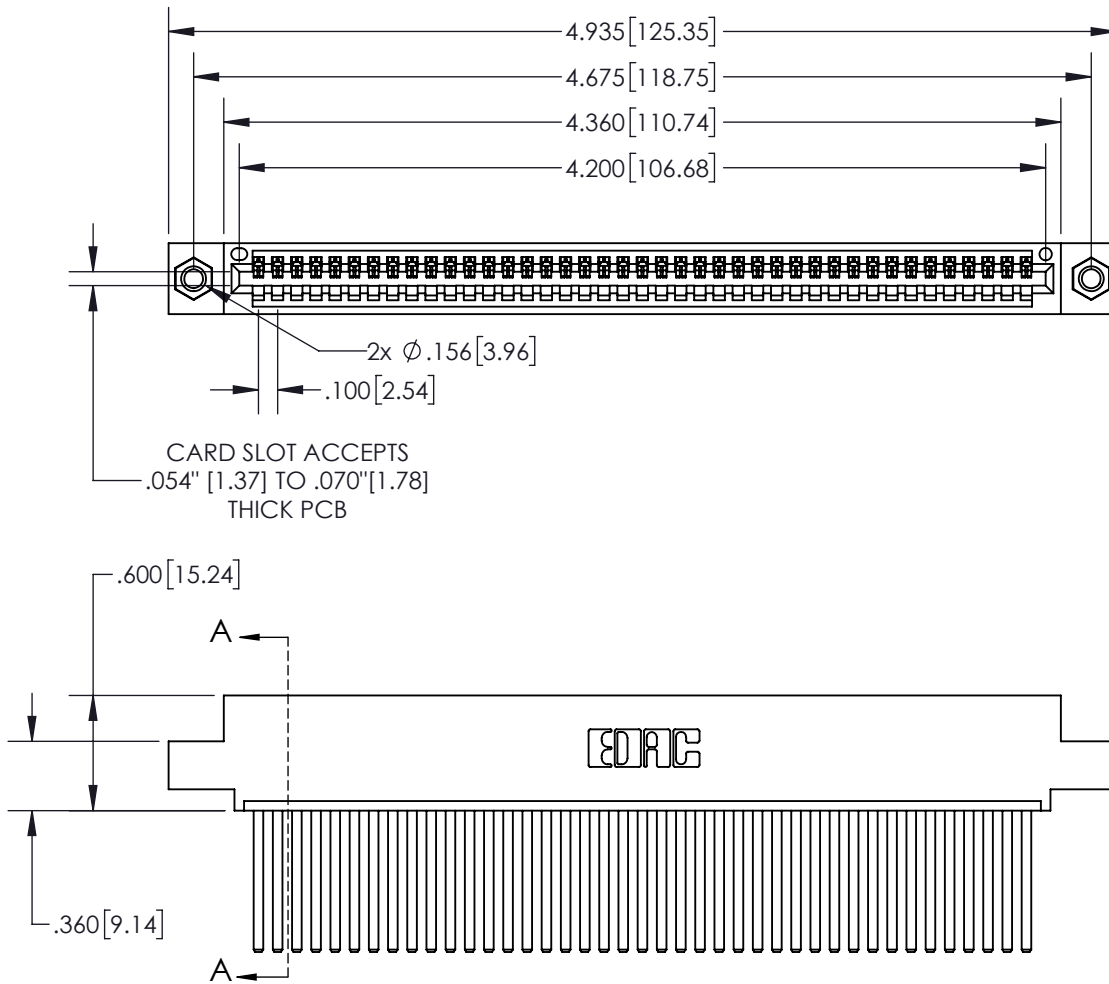 4.935[125.35]
4.675[118.75]
4.360[110.74]
4.200[106.68]
2x Ø.156[3.96]
.100[2.54]
CARD SLOT ACCEPTS
.054" [1.37] TO .070"[1.78]
THICK PCB
.600[15.24]
A
EDAC
.360[9.14]
A